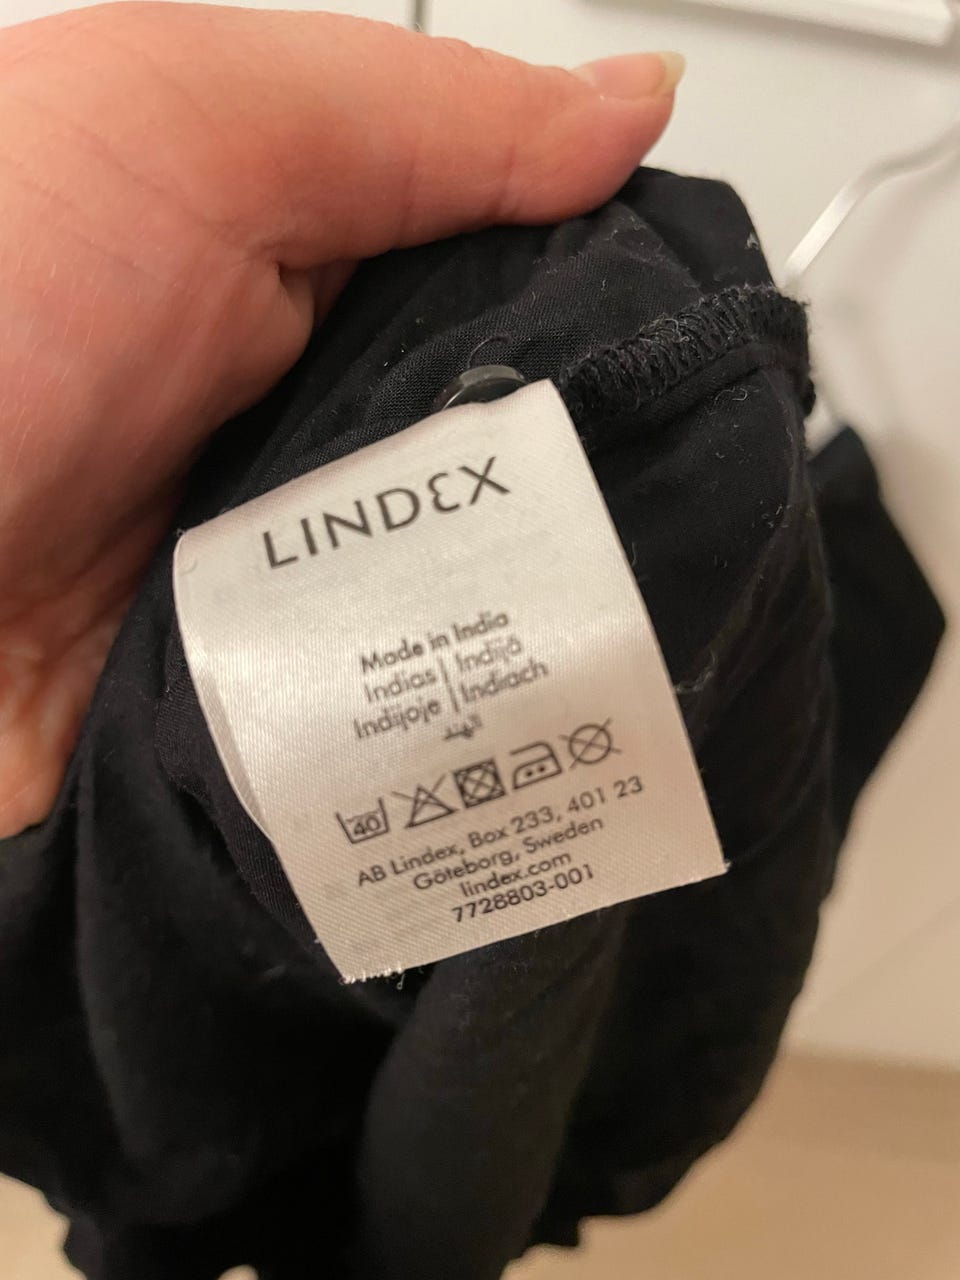 LINDEX
Made in India
Indias | Indijā
Indijoje | Indiach
الهند
40
AB Lindex, Box 233, 401 23
Göteborg, Sweden
lindex.com
7728803-001